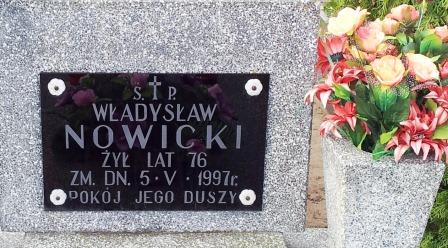 Ś. † P.
WŁADYSŁAW
NOWICKI
ŻYŁ LAT 76
ZM. DN. 5·V·1997r.
POKÓJ JEGO DUSZY